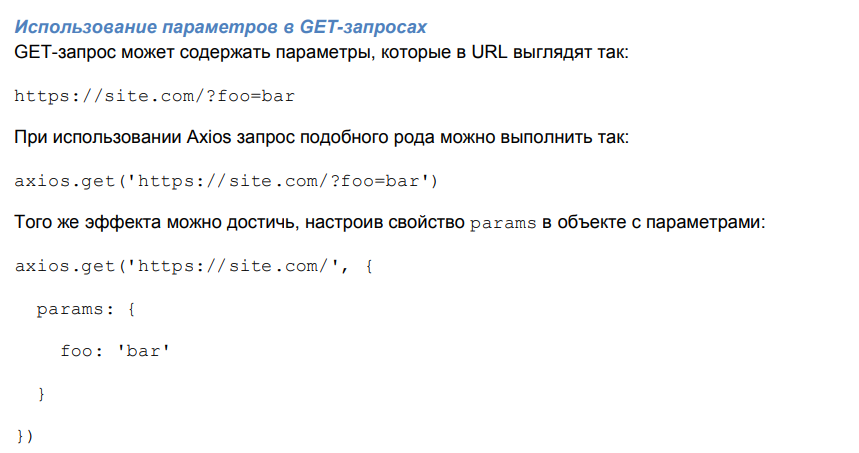 Использование параметров в GET-запросах
GET-запрос может содержать параметры, которые в URL выглядят так:
https://site.com/?foo=bar
При использовании Axios запрос подобного рода можно выполнить так:
axios.get('https://site.com/?foo=bar')
Того же эффекта можно достичь, настроив свойство params в объекте с параметрами:
axios.get('https://site.com/', {
  params: {
    foo: 'bar'
  }
})